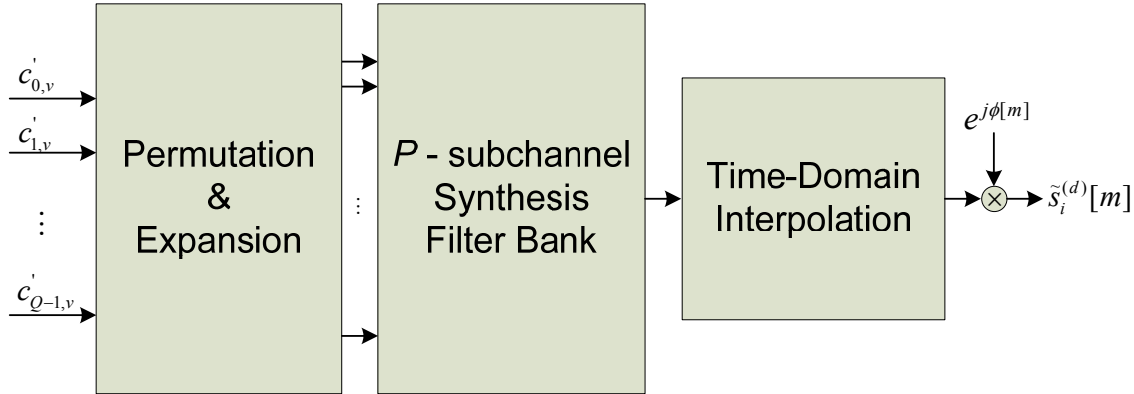 c'₀,ᵥ
c'₁,ᵥ
⋮
c'_{Q−1,v}
Permutation
&
Expansion
⋮
P - subchannel
Synthesis
Filter Bank
Time-Domain
Interpolation
e^{jϕ[m]}
×
s̃_i^{(d)}[m]